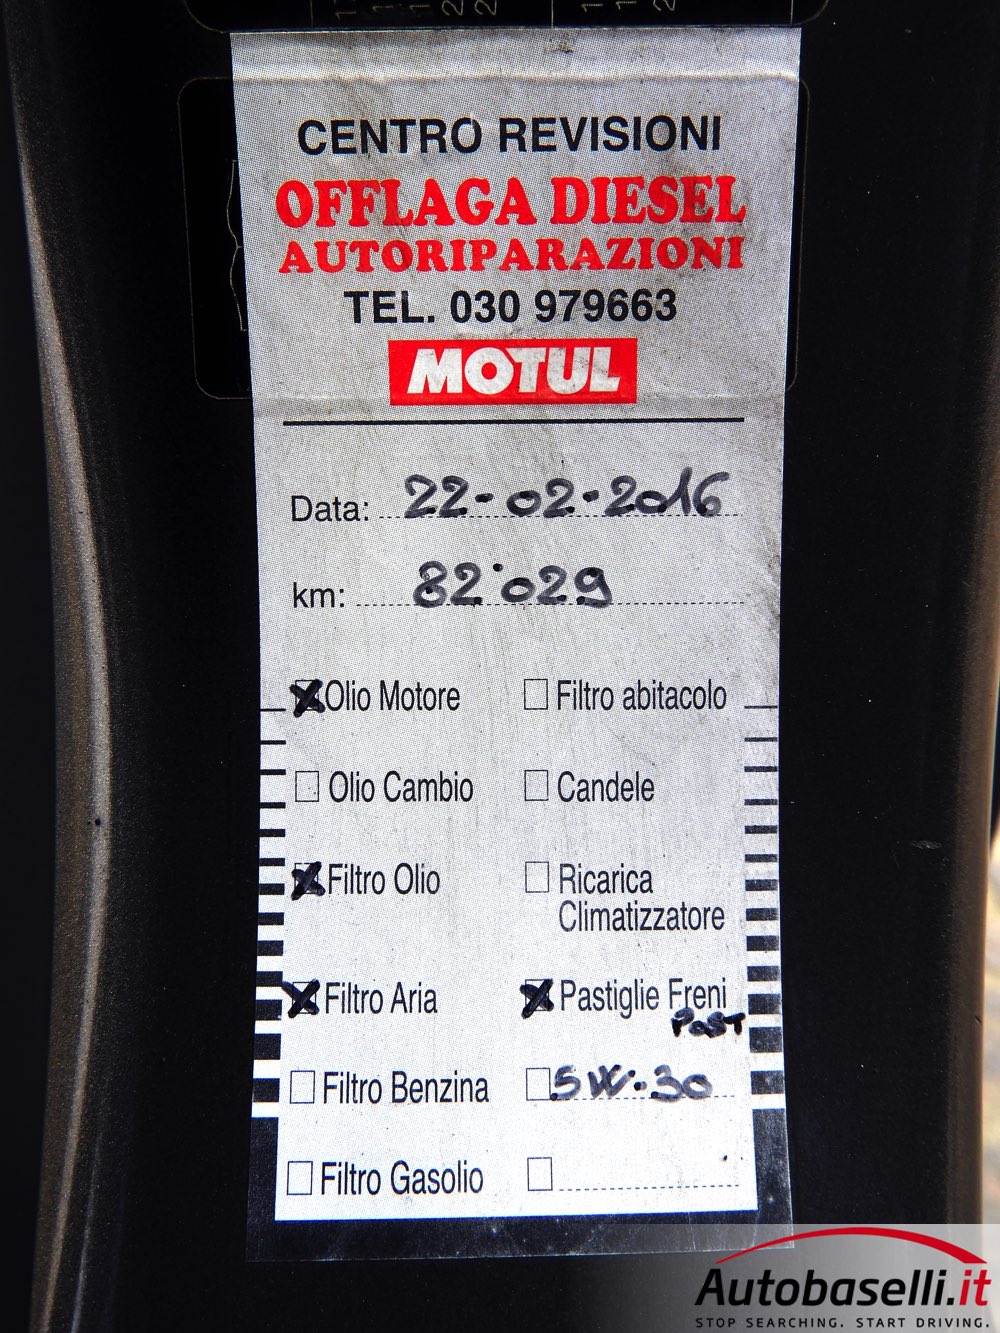 CENTRO REVISIONI
OFFLAGA DIESEL
AUTORIPARAZIONI
TEL. 030 979663
MOTUL
Data: 22-02-2016
km: 82'029
Olio Motore
Filtro abitacolo
Olio Cambio
Candele
Filtro Olio
Ricarica
Climatizzatore
Filtro Aria
Pastiglie Freni
POST
Filtro Benzina
5W-30
Filtro Gasolio
Autobaselli.it
STOP SEARCHING. START DRIVING.